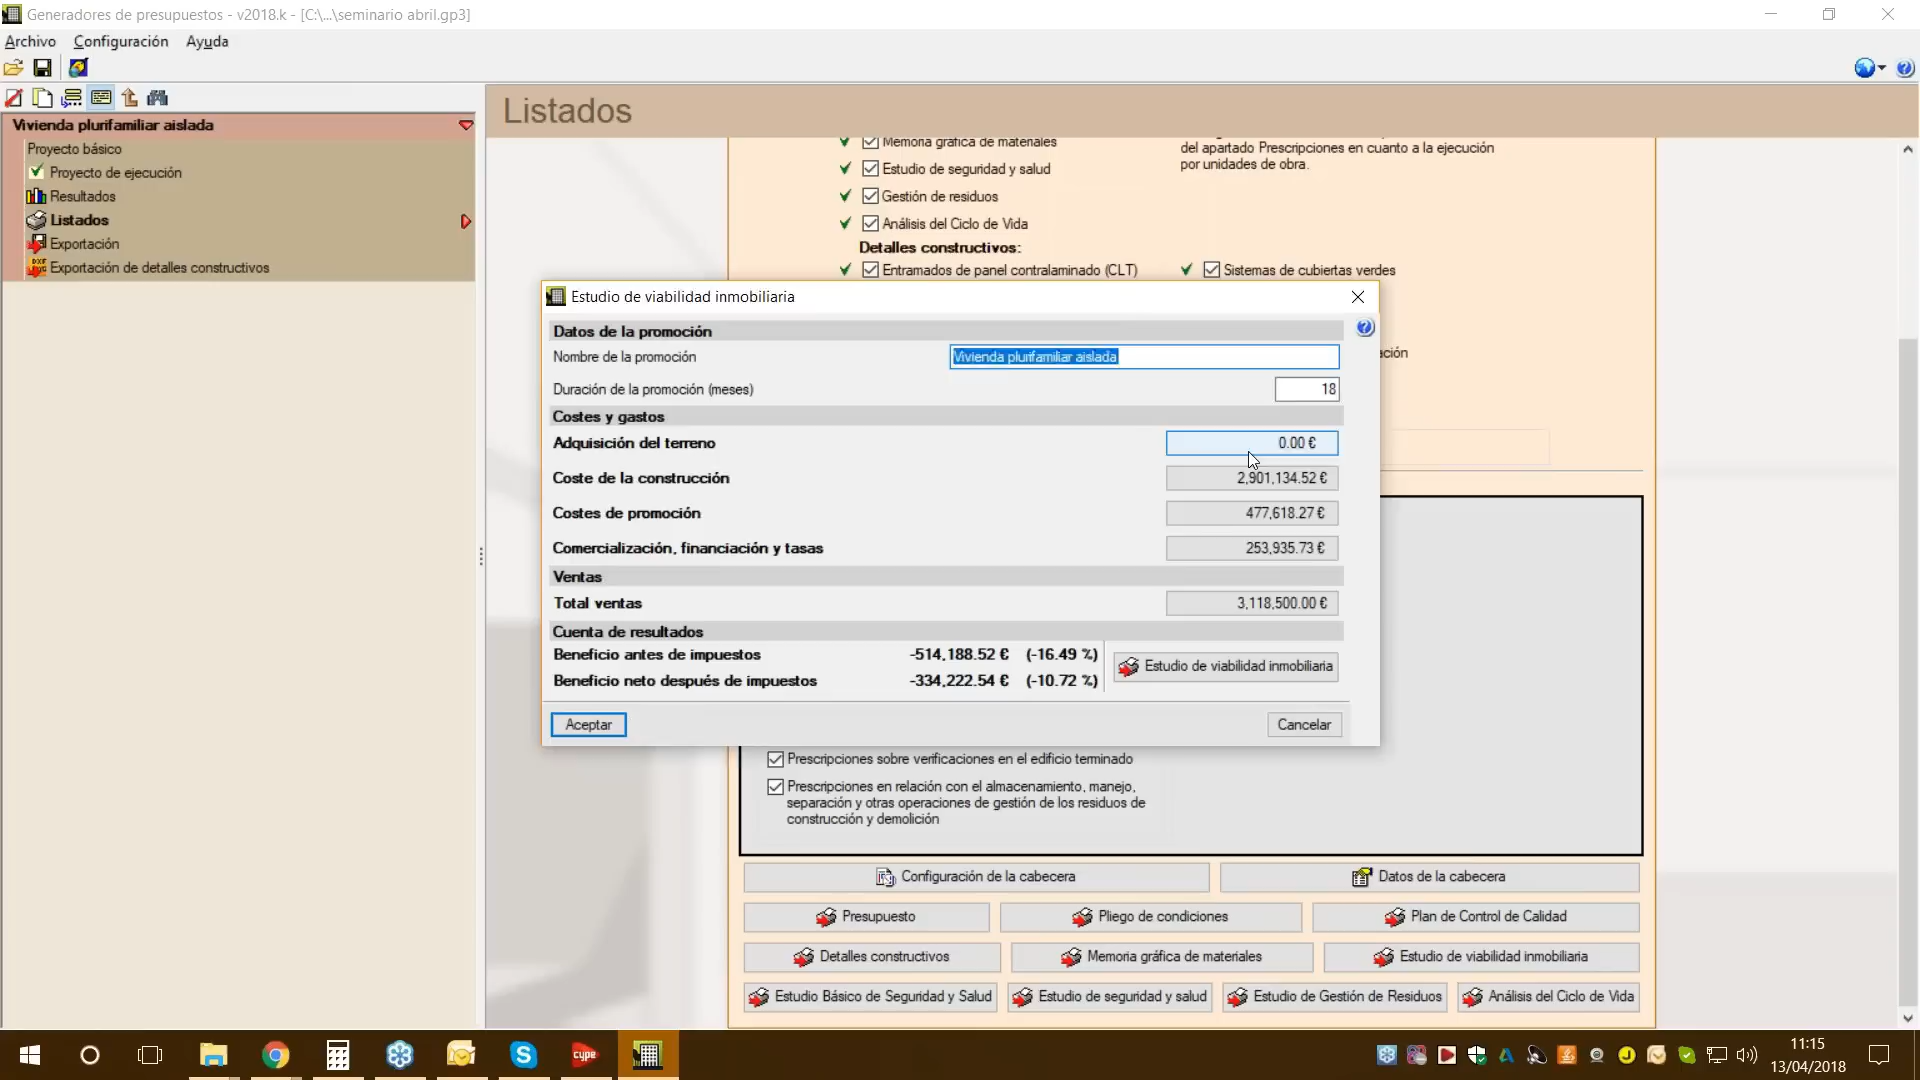 Generadores de presupuestos - v2018.k - [C:\...\seminario abril.gp3]
Archivo Configuración Ayuda
Vivienda plurifamiliar aislada
Proyecto básico
Proyecto de ejecución
Resultados
Listados
Exportación
Exportación de detalles constructivos
Listados
Memoria gráfica de materiales
Estudio de seguridad y salud
Gestión de residuos
Análisis del Ciclo de Vida
del apartado Prescripciones en cuanto a la ejecución
por unidades de obra.
Detalles constructivos:
Entramados de panel contralaminado (CLT)
Sistemas de cubiertas verdes
Estudio de viabilidad inmobiliaria
Datos de la promoción
Nombre de la promoción Vivienda plurifamiliar aislada
Duración de la promoción (meses) 18
Costes y gastos
Adquisición del terreno 0.00 €
Coste de la construcción 2,901,134.52 €
Costes de promoción 477,618.27 €
Comercialización, financiación y tasas 253,935.73 €
Ventas
Total ventas 3,118,500.00 €
Cuenta de resultados
Beneficio antes de impuestos -514,188.52 € (-16.49 %)
Beneficio neto después de impuestos -334,222.54 € (-10.72 %)
Estudio de viabilidad inmobiliaria
Aceptar Cancelar
Prescripciones sobre verificaciones en el edificio terminado
Prescripciones en relación con el almacenamiento, manejo,
separación y otras operaciones de gestión de los residuos de
construcción y demolición
Configuración de la cabecera Datos de la cabecera
Presupuesto Pliego de condiciones Plan de Control de Calidad
Detalles constructivos Memoria gráfica de materiales Estudio de viabilidad inmobiliaria
Estudio Básico de Seguridad y Salud Estudio de seguridad y salud Estudio de Gestión de Residuos Análisis del Ciclo de Vida
cype
11:15
13/04/2018